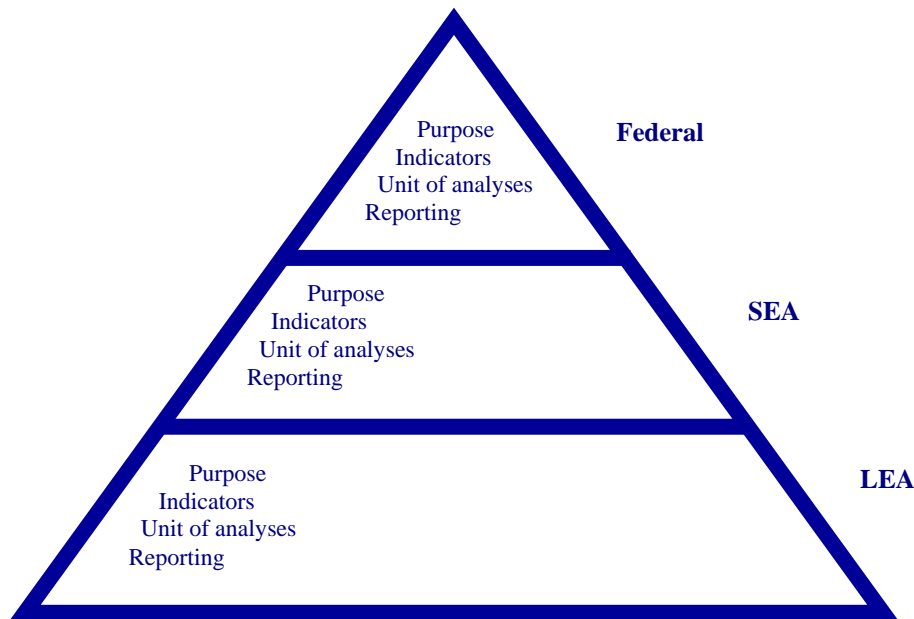 Purpose
Indicators
Unit of analyses
Reporting
Federal
Purpose
Indicators
Unit of analyses
Reporting
SEA
Purpose
Indicators
Unit of analyses
Reporting
LEA